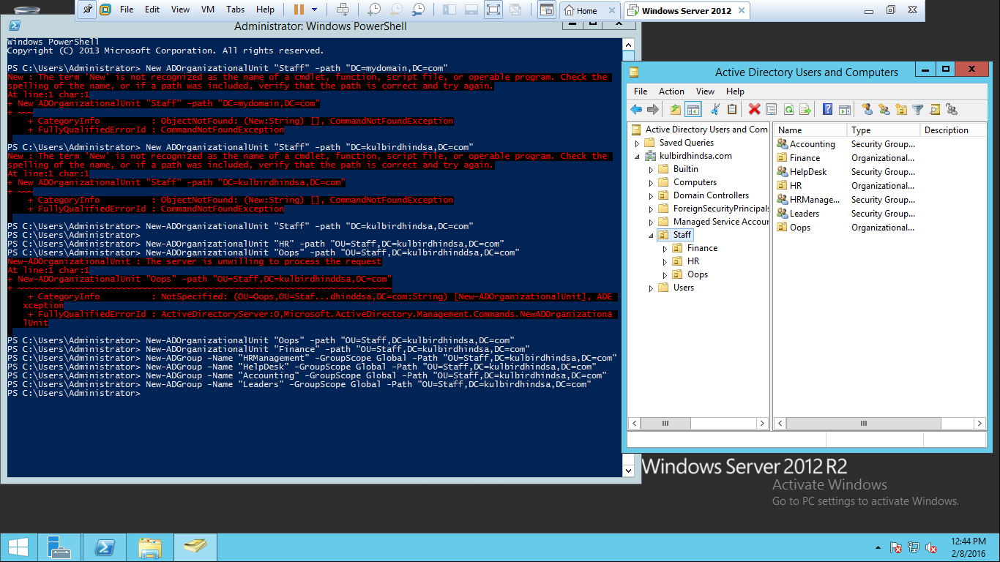 File Edit View VM Tabs Help
Home
Windows Server 2012
Administrator: Windows PowerShell
Windows PowerShell
Copyright (C) 2013 Microsoft Corporation. All rights reserved.
PS C:\Users\Administrator> New ADOrganizationalUnit "Staff" -path "DC=mydomain,DC=com"
New : The term 'New' is not recognized as the name of a cmdlet, function, script file, or operable program. Check the
spelling of the name, or if a path was included, verify that the path is correct and try again.
At line:1 char:1
+ New ADOrganizationalUnit "Staff" -path "DC=mydomain,DC=com"
+ ~~~
+ CategoryInfo : ObjectNotFound: (New:String) [], CommandNotFoundException
+ FullyQualifiedErrorId : CommandNotFoundException
PS C:\Users\Administrator> New ADOrganizationalUnit "Staff" -path "DC=kulbirdhindsa,DC=com"
New : The term 'New' is not recognized as the name of a cmdlet, function, script file, or operable program. Check the
spelling of the name, or if a path was included, verify that the path is correct and try again.
At line:1 char:1
+ New ADOrganizationalUnit "Staff" -path "DC=kulbirdhindsa,DC=com"
+ ~~~
+ CategoryInfo : ObjectNotFound: (New:String) [], CommandNotFoundException
+ FullyQualifiedErrorId : CommandNotFoundException
PS C:\Users\Administrator> New-ADOrganizationalUnit "Staff" -path "DC=kulbirdhindsa,DC=com"
PS C:\Users\Administrator>
PS C:\Users\Administrator> New-ADOrganizationalUnit "HR" -path "OU=Staff,DC=kulbirdhindsa,DC=com"
PS C:\Users\Administrator> New-ADOrganizationalUnit "Oops" -path "OU=Staff,DC=kulbirdhinddsa,DC=com"
New-ADOrganizationalUnit : The server is unwilling to process the request
At line:1 char:1
+ New-ADOrganizationalUnit "Oops" -path "OU=Staff,DC=kulbirdhinddsa,DC=com"
+ ~~~~~~~~~~~~~~~~~~~~~~~~~~~~~~~~~~~~~~~~~~~~~~~~~~~~~~~~~~~~~~~~~~~~~~~~~
+ CategoryInfo : NotSpecified: (OU=Oops,OU=Staf...dhinddsa,DC=com:String) [New-ADOrganizationalUnit], ADE
xception
+ FullyQualifiedErrorId : ActiveDirectoryServer:0,Microsoft.ActiveDirectory.Management.Commands.NewADOrganizationa
lUnit
PS C:\Users\Administrator> New-ADOrganizationalUnit "Oops" -path "OU=Staff,DC=kulbirdhindsa,DC=com"
PS C:\Users\Administrator> New-ADOrganizationalUnit "Finance" -path "OU=Staff,DC=kulbirdhindsa,DC=com"
PS C:\Users\Administrator> New-ADGroup -Name "HRManagement" -GroupScope Global -Path "OU=Staff,DC=kulbirdhindsa,DC=com"
PS C:\Users\Administrator> New-ADGroup -Name "HelpDesk" -GroupScope Global -Path "OU=Staff,DC=kulbirdhindsa,DC=com"
PS C:\Users\Administrator> New-ADGroup -Name "Accounting" -GroupScope Global -Path "OU=Staff,DC=kulbirdhindsa,DC=com"
PS C:\Users\Administrator> New-ADGroup -Name "Leaders" -GroupScope Global -Path "OU=Staff,DC=kulbirdhindsa,DC=com"
PS C:\Users\Administrator>
Active Directory Users and Computers
File Action View Help
Active Directory Users and Com
Saved Queries
kulbirdhindsa.com
Builtin
Computers
Domain Controllers
ForeignSecurityPrincipals
Managed Service Accour
Staff
Finance
HR
Oops
Users
Name Type Description
Accounting Security Group...
Finance Organizational...
HelpDesk Security Group...
HR Organizational...
HRManage... Security Group...
Leaders Security Group...
Oops Organizational...
Windows Server 2012 R2
Activate Windows
Go to PC settings to activate Windows.
12:44 PM
2/8/2016